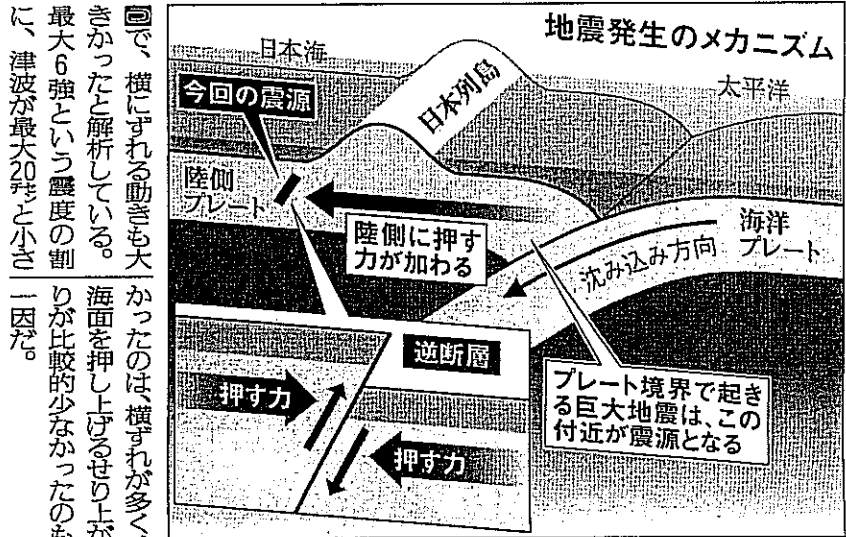 地震発生のメカニズム
日本海
今回の震源
日本列島
太平洋
陸側
プレート
陸側に押す
力が加わる
海洋
プレート
沈み込み方向
逆断層
押す力
押す力
プレート境界で起き
る巨大地震は、この
付近が震源となる
図で、横にずれる動きも大
きかったと解析している。
最大6強という震度の割
に、津波が最大20㌢と小さ
かったのは、横ずれが多く、
海面を押し上げるせり上が
りが比較的少なかったのも
一因だ。